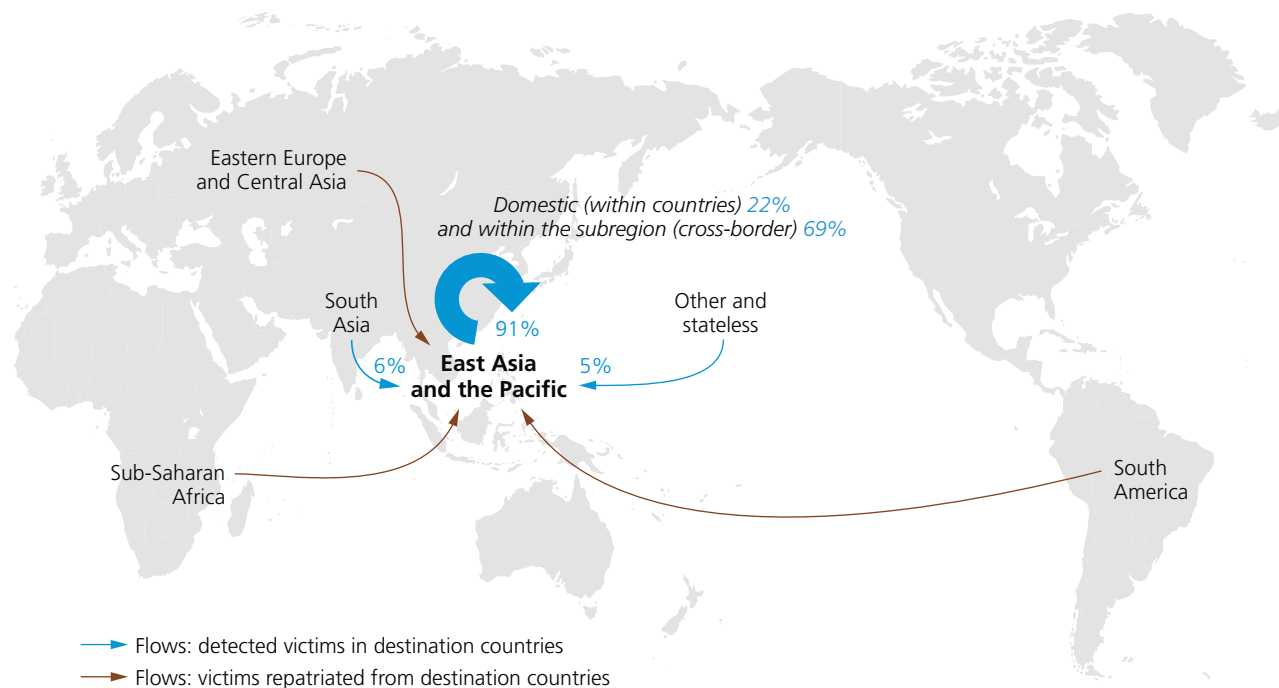 Eastern Europe
and Central Asia
Domestic (within countries) 22%
and within the subregion (cross-border) 69%
South
Asia
Other and
stateless
91%
6%
East Asia
and the Pacific
5%
Sub-Saharan
Africa
South
America
Flows: detected victims in destination countries
Flows: victims repatriated from destination countries